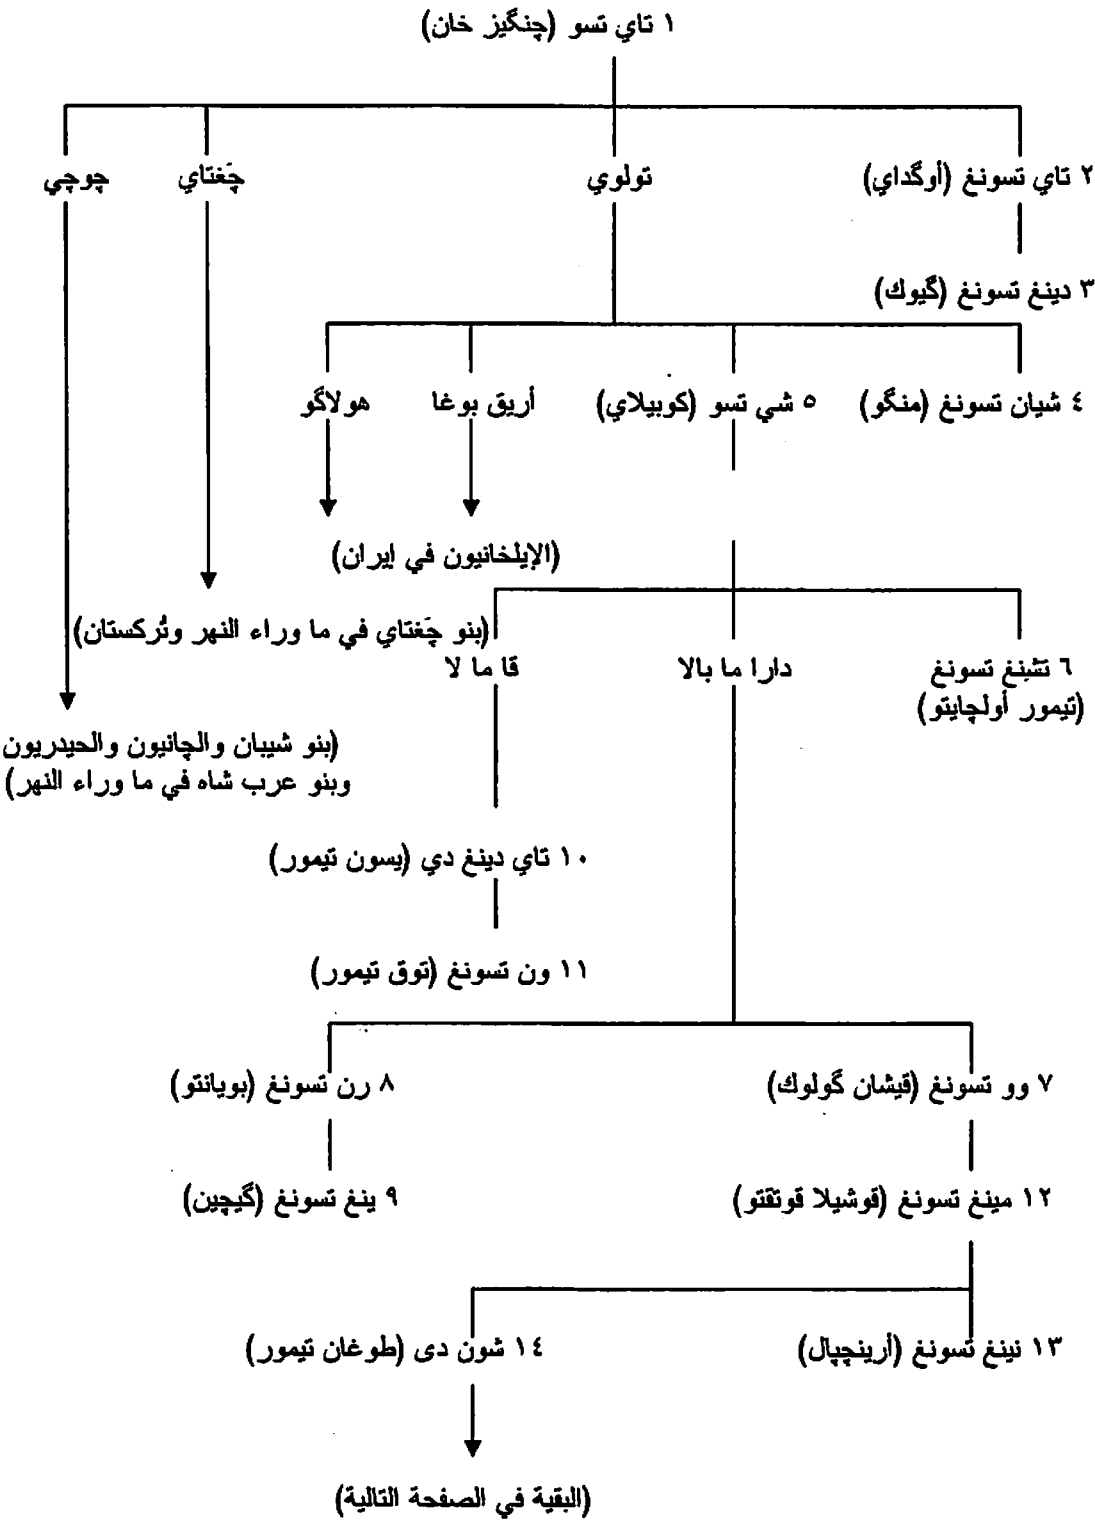 ١ تاي تسو (چنگيز خان)
٢ تاي تسونغ (أوگداي)
تولوي
چَغتاي
چوچي
٣ دينغ تسونغ (گيوك)
٤ شيان تسونغ (منگو)
٥ شي تسو (كوبيلاي)
أريق بوغا
هولاگو
(الإيلخانيون في إيران)
(بنو چَغتاي في ما وراء النهر وتُركستان)
٦ تشينغ تسونغ
(تيمور أولچايتو)
دارا ما بالا
قا ما لا
(بنو شيبان والچانيون والحيدريون
وبنو عرب شاه في ما وراء النهر)
١٠ تاي دينغ دي (يسون تيمور)
١١ ون تسونغ (توق تيمور)
٧ وو تسونغ (قيشان گولوك)
٨ رن تسونغ (بويانتو)
١٢ مينغ تسونغ (قوشيلا قوتقتو)
٩ ينغ تسونغ (گيچين)
١٣ نينغ تسونغ (أرينچپال)
١٤ شون دى (طوغان تيمور)
(البقية في الصفحة التالية)